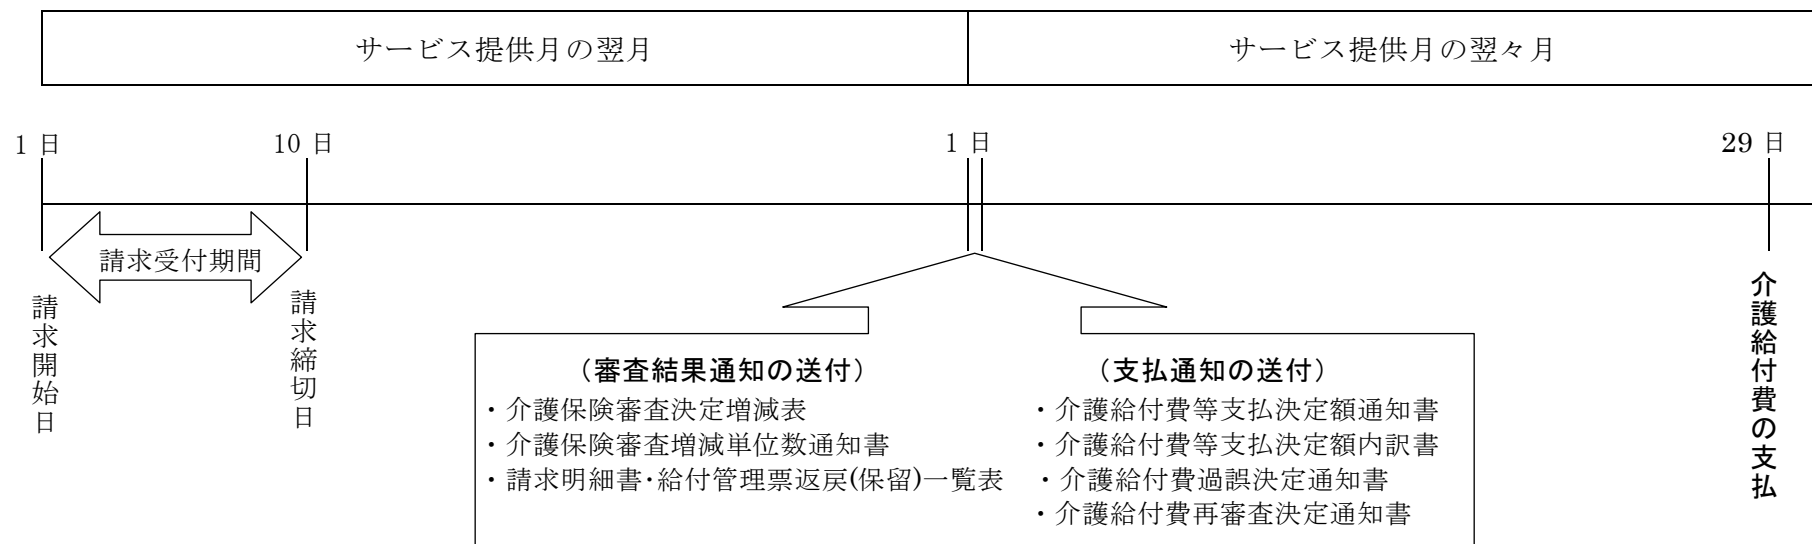 サービス提供月の翌月
サービス提供月の翌々月
1 日
10 日
1 日
29 日
請求受付期間
請求開始日
請求締切日
介護給付費の支払
（審査結果通知の送付）
・介護保険審査決定増減表
・介護保険審査増減単位数通知書
・請求明細書･給付管理票返戻(保留)一覧表
（支払通知の送付）
・介護給付費等支払決定額通知書
・介護給付費等支払決定額内訳書
・介護給付費過誤決定通知書
・介護給付費再審査決定通知書